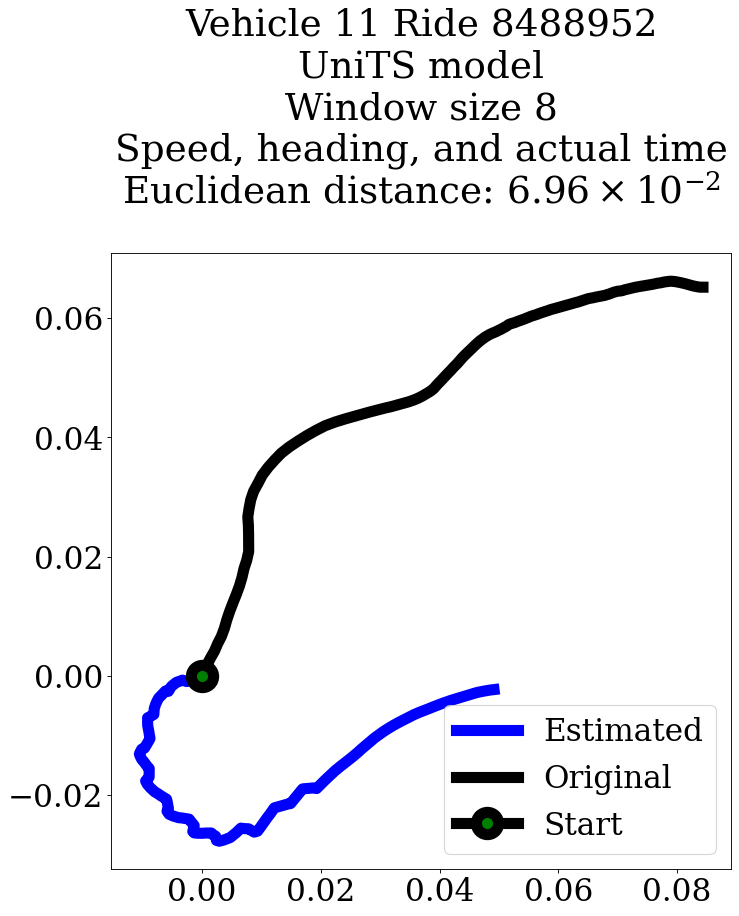 Vehicle 11 Ride 8488952
UniTS model
Window size 8
Speed, heading, and actual time
Euclidean distance: 6.96 × 10⁻²
0.06
0.04
0.02
0.00
−0.02
Estimated
Original
Start
0.00 0.02 0.04 0.06 0.08